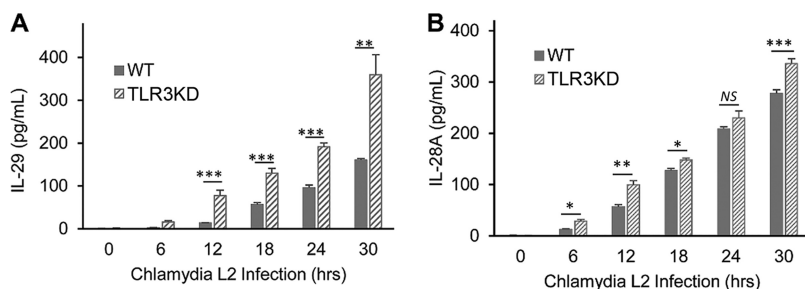 A
IL-29 (pg/mL)
400
300
200
100
0
WT
TLR3KD
***
***
***
**
0 6 12 18 24 30
Chlamydia L2 Infection (hrs)
B
IL-28A (pg/mL)
400
300
200
100
0
WT
TLR3KD
*
**
*
NS
***
0 6 12 18 24 30
Chlamydia L2 Infection (hrs)